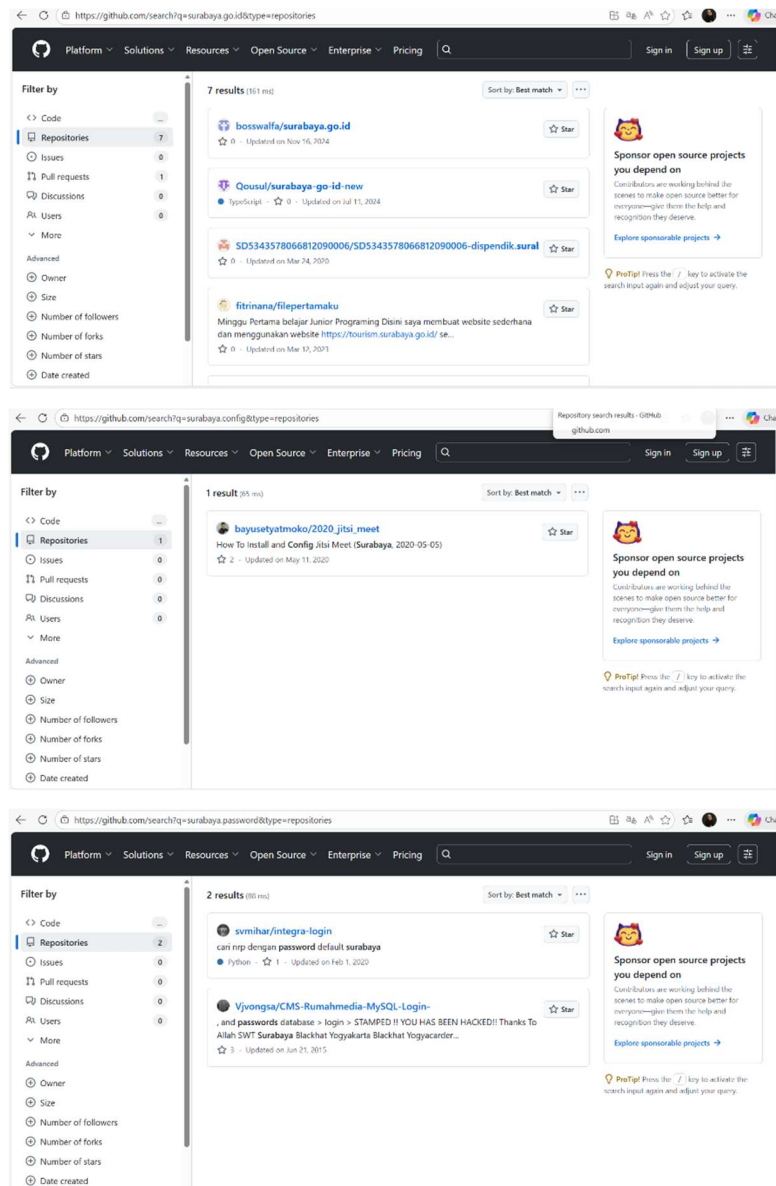 https://github.com/search?q=surabaya.go.id&type=repositories
Platform Solutions Resources Open Source Enterprise Pricing Sign in Sign up
Filter by
<> Code
Repositories 7
Issues 0
Pull requests 1
Discussions 0
Users 0
More
Advanced
Owner
Size
Number of followers
Number of forks
Number of stars
Date created
7 results (161 ms) Sort by: Best match
bosswalfa/surabaya.go.id Star
0 · Updated on Nov 16, 2024
Qousul/surabaya-go-id-new Star
TypeScript · 0 · Updated on Jul 11, 2024
SD5343578066812090006/SD5343578066812090006-dispendik.sural Star
0 · Updated on Mar 24, 2020
fitrinana/filepertamaku Star
Minggu Pertama belajar Junior Programing Disini saya membuat website sederhana
dan menggunakan website https://tourism.surabaya.go.id/ se...
0 · Updated on Mar 12, 2023
Sponsor open source projects
you depend on
Contributors are working behind the
scenes to make open source better for
everyone—give them the help and
recognition they deserve.
Explore sponsorable projects →
ProTip! Press the / key to activate the
search input again and adjust your query.
https://github.com/search?q=surabaya.config&type=repositories
Repository search results · GitHub
github.com
Platform Solutions Resources Open Source Enterprise Pricing Sign in Sign up
Filter by
<> Code
Repositories 1
Issues 0
Pull requests 0
Discussions 0
Users 0
More
Advanced
Owner
Size
Number of followers
Number of forks
Number of stars
Date created
1 result (65 ms) Sort by: Best match
bayusetyatmoko/2020_jitsi_meet Star
How To Install and Config Jitsi Meet (Surabaya, 2020-05-05)
2 · Updated on May 11, 2020
Sponsor open source projects
you depend on
Contributors are working behind the
scenes to make open source better for
everyone—give them the help and
recognition they deserve.
Explore sponsorable projects →
ProTip! Press the / key to activate the
search input again and adjust your query.
https://github.com/search?q=surabaya.password&type=repositories
Platform Solutions Resources Open Source Enterprise Pricing Sign in Sign up
Filter by
<> Code
Repositories 2
Issues 0
Pull requests 0
Discussions 0
Users 0
More
Advanced
Owner
Size
Number of followers
Number of forks
Number of stars
Date created
2 results (88 ms) Sort by: Best match
svmihar/integra-login Star
cari nrp dengan password default surabaya
Python · 1 · Updated on Feb 1, 2020
Vjvongsa/CMS-Rumahmedia-MySQL-Login- Star
, and passwords database > login > STAMPED !! YOU HAS BEEN HACKED!! Thanks To
Allah SWT Surabaya Blackhat Yogyakarta Blackhat Yogyacarder...
3 · Updated on Jun 21, 2015
Sponsor open source projects
you depend on
Contributors are working behind the
scenes to make open source better for
everyone—give them the help and
recognition they deserve.
Explore sponsorable projects →
ProTip! Press the / key to activate the
search input again and adjust your query.